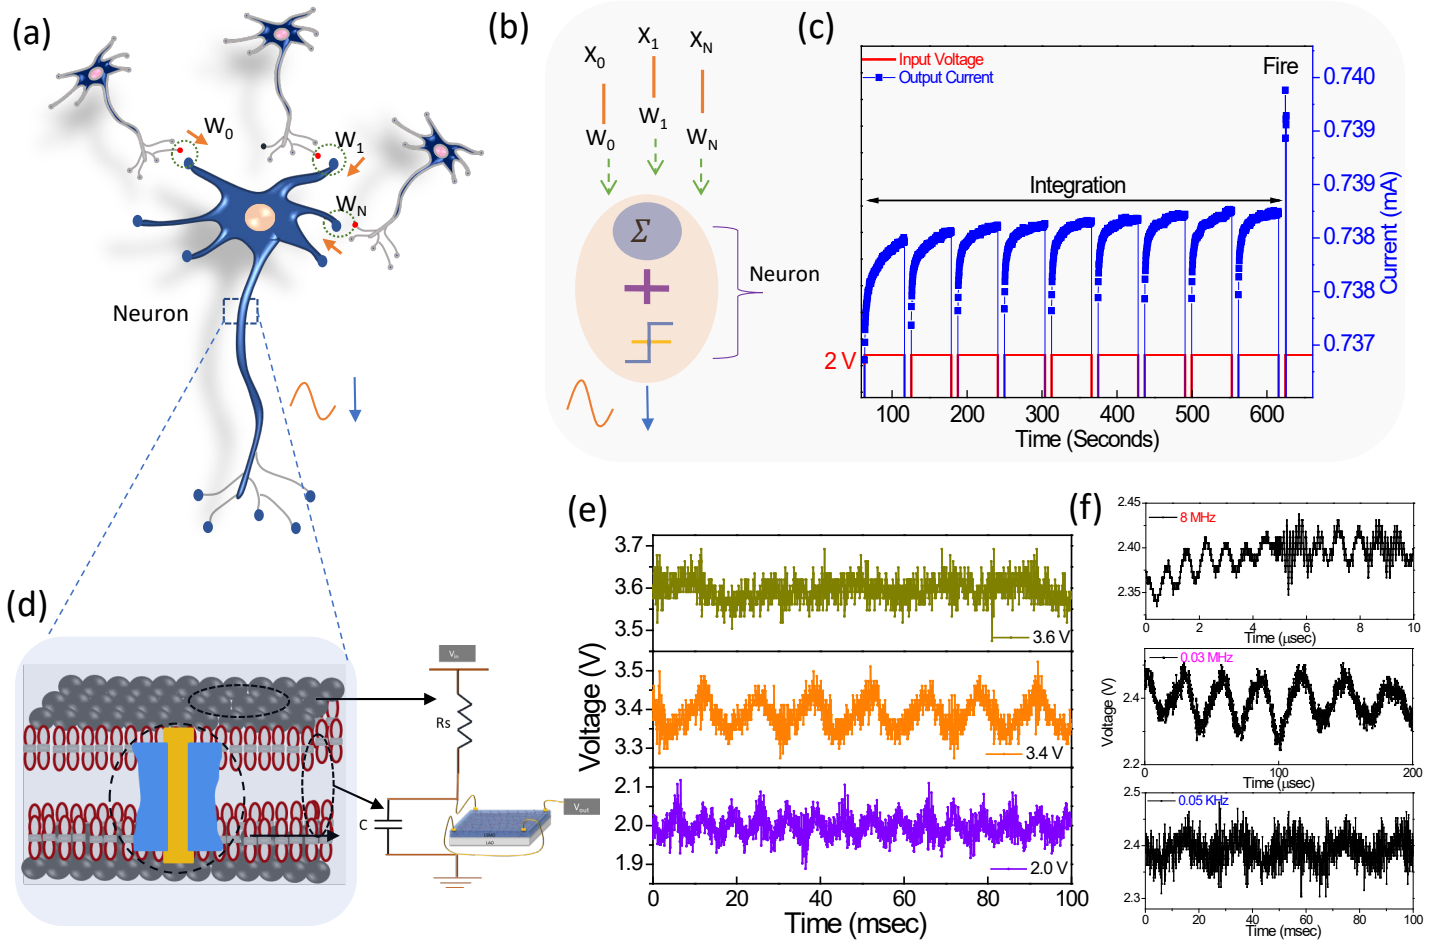 (a)
W0
W1
WN
Neuron
(b)
X0
X1
XN
W0
W1
WN
Σ
Neuron
(c)
Input Voltage
Output Current
Fire
Integration
2 V
0.740
0.739
0.739
0.738
0.738
0.737
Current (mA)
100 200 300 400 500 600
Time (Seconds)
(d)
Vin
Rs
C
Vout
LAO
(e)
3.7
3.6
3.5
3.6 V
3.5
3.4
3.3
3.4 V
2.1
2.0
1.9
2.0 V
Voltage (V)
0 20 40 60 80 100
Time (msec)
(f)
2.45
2.40
2.35
8 MHz
0 2 4 6 8 10
Time (μsec)
2.4
2.2
0.03 MHz
Voltage (V)
0 100 200
Time (μsec)
2.5
2.4
2.3
0.05 KHz
0 20 40 60 80 100
Time (msec)